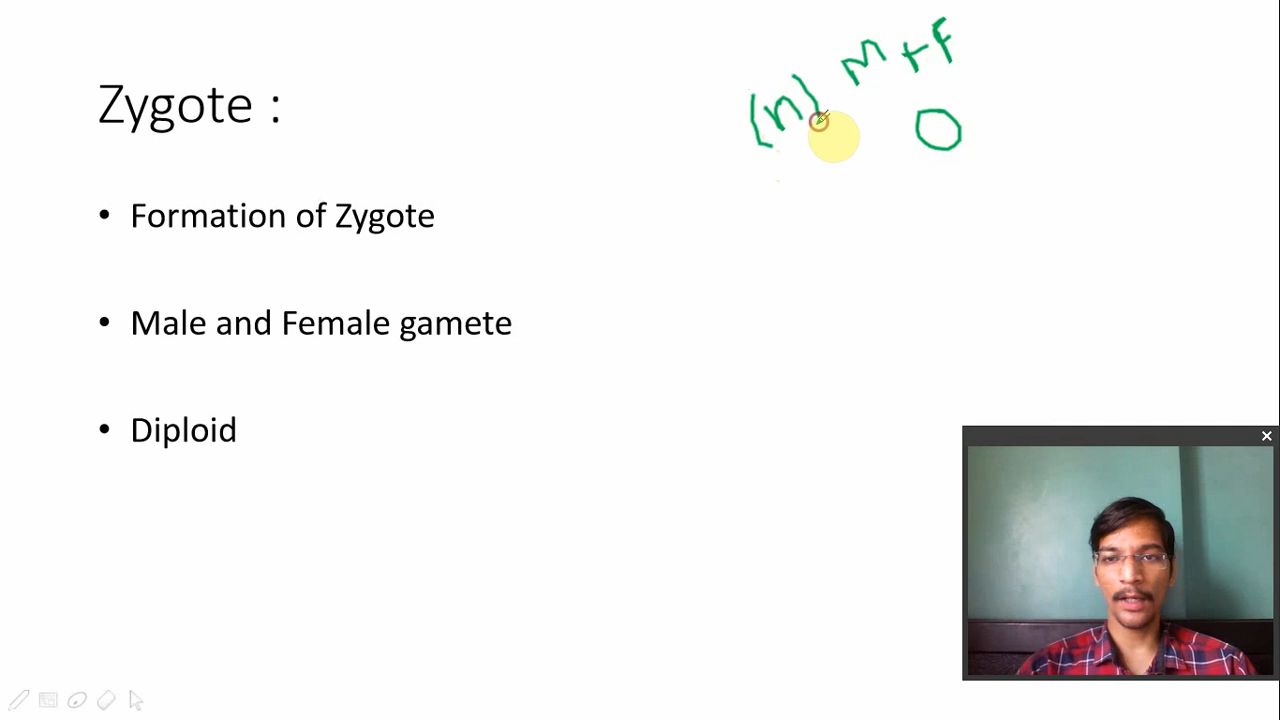 M + F
(n)
Zygote :
• Formation of Zygote
• Male and Female gamete
• Diploid